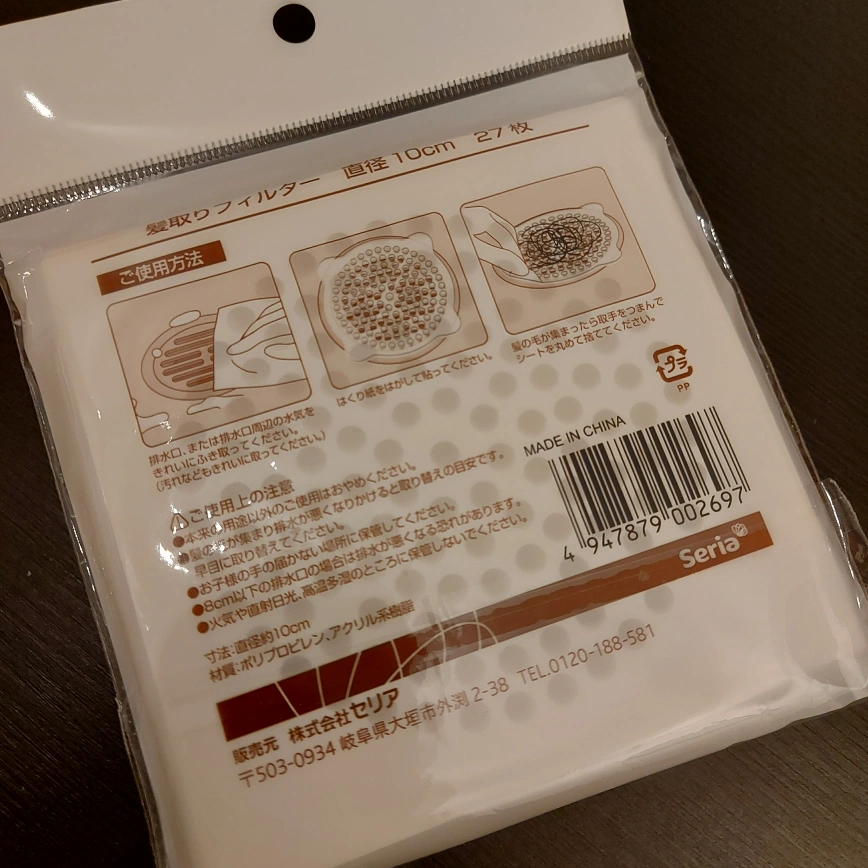 髪取りフィルター 直径10cm 27枚
ご使用方法
排水口、または排水口周辺の水気を
きれいにふき取ってください。
(汚れなどもきれいに取ってください。)
はくり紙をはがして貼ってください。
髪の毛が集まったら取手をつまんで
シートを丸めて捨ててください。
プラ
PP
ご使用上の注意
●本来の用途以外のご使用はおやめください。
●髪の毛が集まり排水が悪くなりかけると取り替えの目安です。
早目に取り替えてください。
●お子様の手の届かない場所に保管してください。
●8cm以下の排水口の場合は排水が悪くなる恐れがあります。
●火気や直射日光、高温多湿のところに保管しないでください。
寸法:直径約10cm
材質:ポリプロピレン、アクリル系樹脂
MADE IN CHINA
4 947879 002697
Seria
販売元 株式会社セリア
〒503-0934 岐阜県大垣市外渕 2-38 TEL.0120-188-581